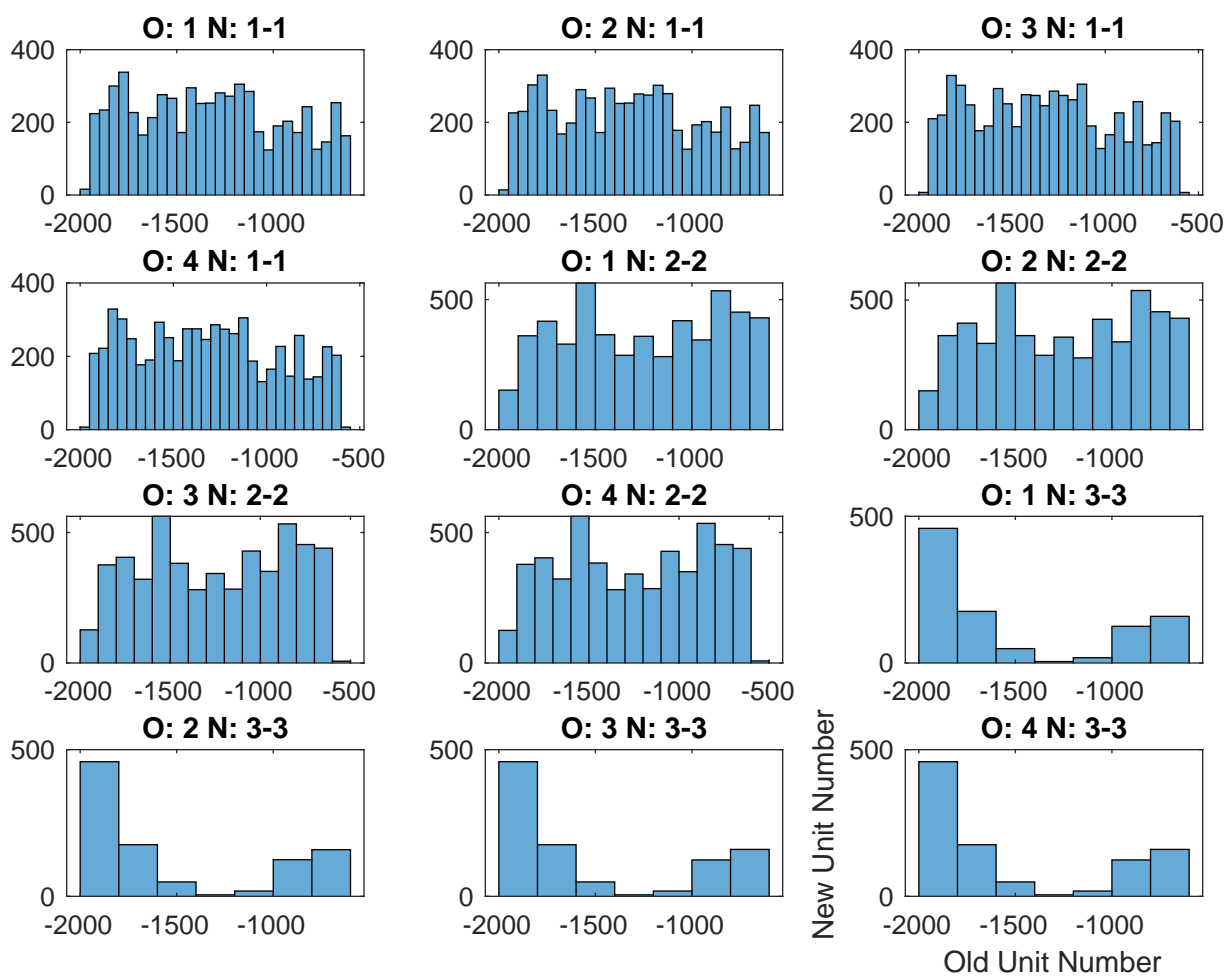 O: 1 N: 1-1
400
200
0
-2000 -1500 -1000
O: 2 N: 1-1
400
200
0
-2000 -1500 -1000
O: 3 N: 1-1
400
200
0
-2000 -1500 -1000 -500
O: 4 N: 1-1
400
200
0
-2000 -1500 -1000 -500
O: 1 N: 2-2
500
0
-2000 -1500 -1000
O: 2 N: 2-2
500
0
-2000 -1500 -1000
O: 3 N: 2-2
500
0
-2000 -1500 -1000 -500
O: 4 N: 2-2
500
0
-2000 -1500 -1000 -500
O: 1 N: 3-3
500
0
-2000 -1500 -1000
O: 2 N: 3-3
500
0
-2000 -1500 -1000
O: 3 N: 3-3
500
0
-2000 -1500 -1000
O: 4 N: 3-3
500
0
-2000 -1500 -1000
New Unit Number
Old Unit Number